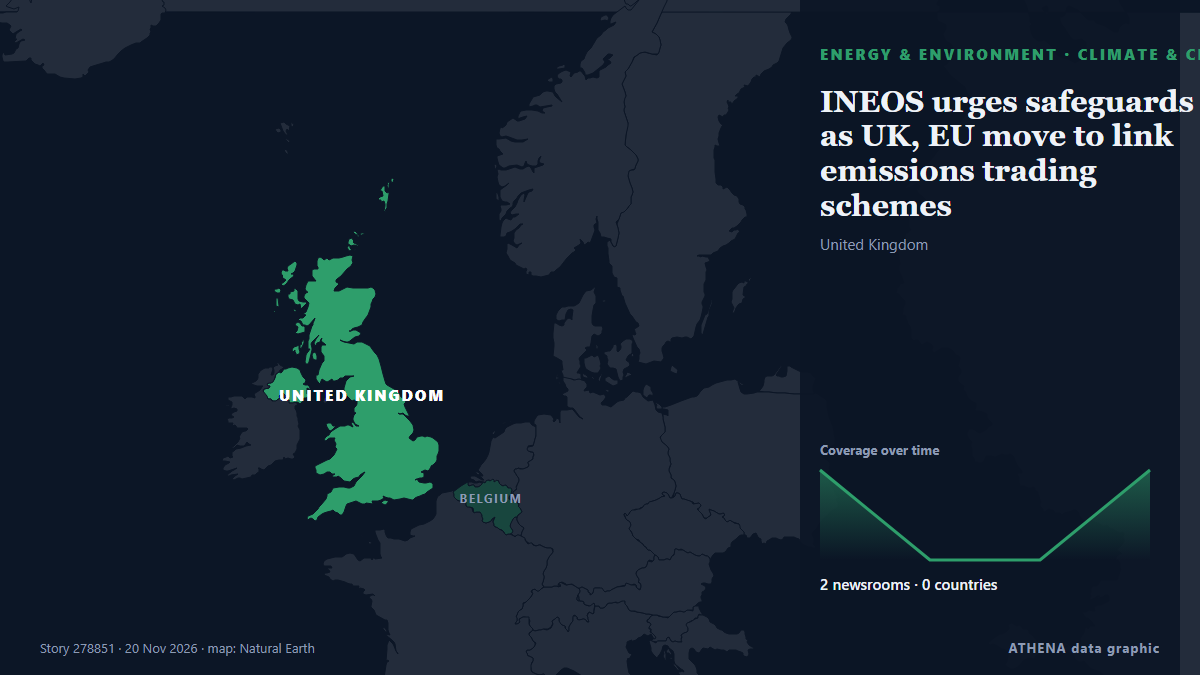 ENERGY & ENVIRONMENT · CLIMATE &
INEOS urges safeguards
as UK, EU move to link
emissions trading
schemes
United Kingdom
UNITED KINGDOM
BELGIUM
Coverage over time
2 newsrooms · 0 countries
Story 278851 · 20 Nov 2026 · map: Natural Earth
ATHENA data graphic